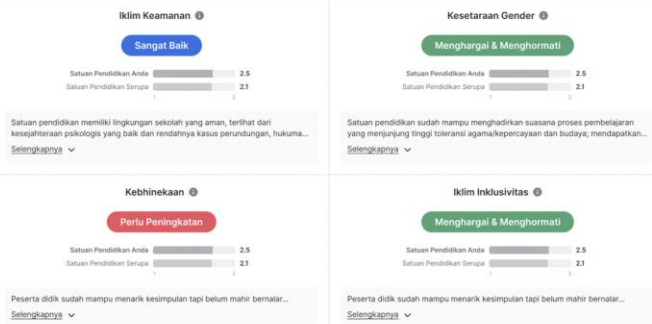 Iklim Keamanan
Sangat Baik
Satuan Pendidikan Anda 2.5
Satuan Pendidikan Serupa 2.1
1 3
Satuan pendidikan memiliki lingkungan sekolah yang aman, terlihat dari
kesejahteraan psikologis yang baik dan rendahnya kasus perundungan, hukuma...
Selengkapnya
Kesetaraan Gender
Menghargai & Menghormati
Satuan Pendidikan Anda 2.5
Satuan Pendidikan Serupa 2.1
1 3
Satuan pendidikan sudah mampu menghadirkan suasana proses pembelajaran
yang menjunjung tinggi toleransi agama/kepercayaan dan budaya; mendapatkan...
Selengkapnya
Kebhinekaan
Perlu Peningkatan
Satuan Pendidikan Anda 2.5
Satuan Pendidikan Serupa 2.1
1 3
Peserta didik sudah mampu menarik kesimpulan tapi belum mahir bernalar...
Selengkapnya
Iklim Inklusivitas
Menghargai & Menghormati
Satuan Pendidikan Anda 2.5
Satuan Pendidikan Serupa 2.1
1 3
Peserta didik sudah mampu menarik kesimpulan tapi belum mahir bernalar...
Selengkapnya